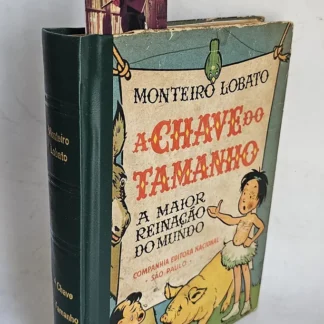 MONTEIRO LOBATO
A CHAVE DO
TAMANHO
A MAIOR
REINAÇÃO
DO MUNDO
COMPANHIA EDITORA NACIONAL
- SÃO PAULO -
Monteiro
Lobato
A Chave
Tamanho